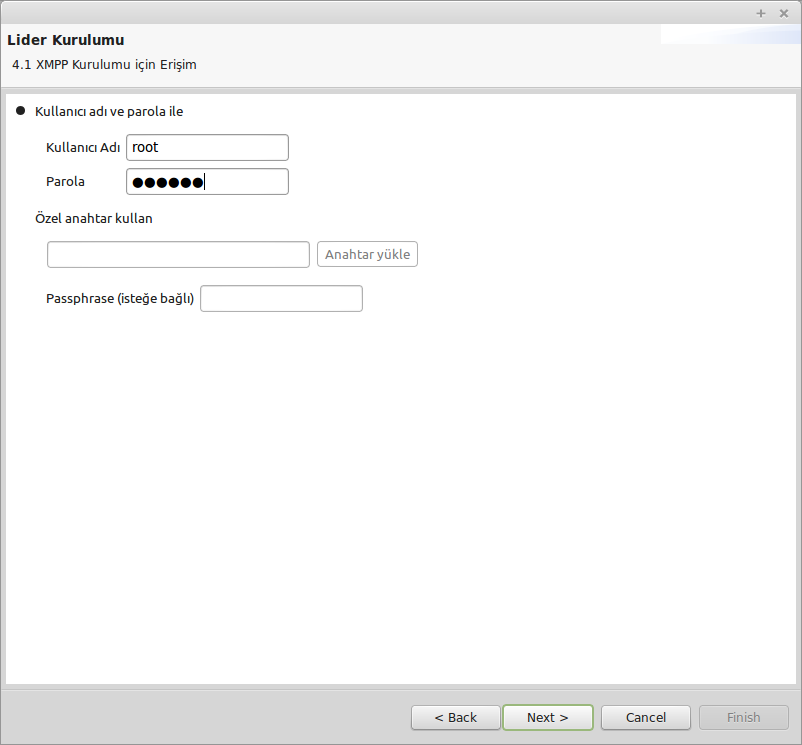 Lider Kurulumu
4.1 XMPP Kurulumu için Erişim
Kullanıcı adı ve parola ile
Kullanıcı Adı root
Parola ●●●●●●
Özel anahtar kullan
Anahtar yükle
Passphrase (isteğe bağlı)
< Back Next > Cancel Finish